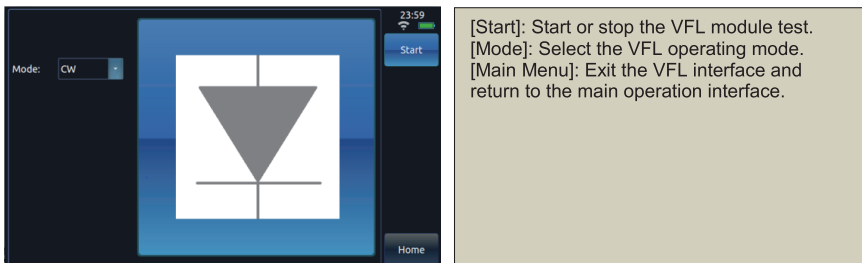 23:59
Start
Mode: CW
Home
[Start]: Start or stop the VFL module test.
[Mode]: Select the VFL operating mode.
[Main Menu]: Exit the VFL interface and
return to the main operation interface.